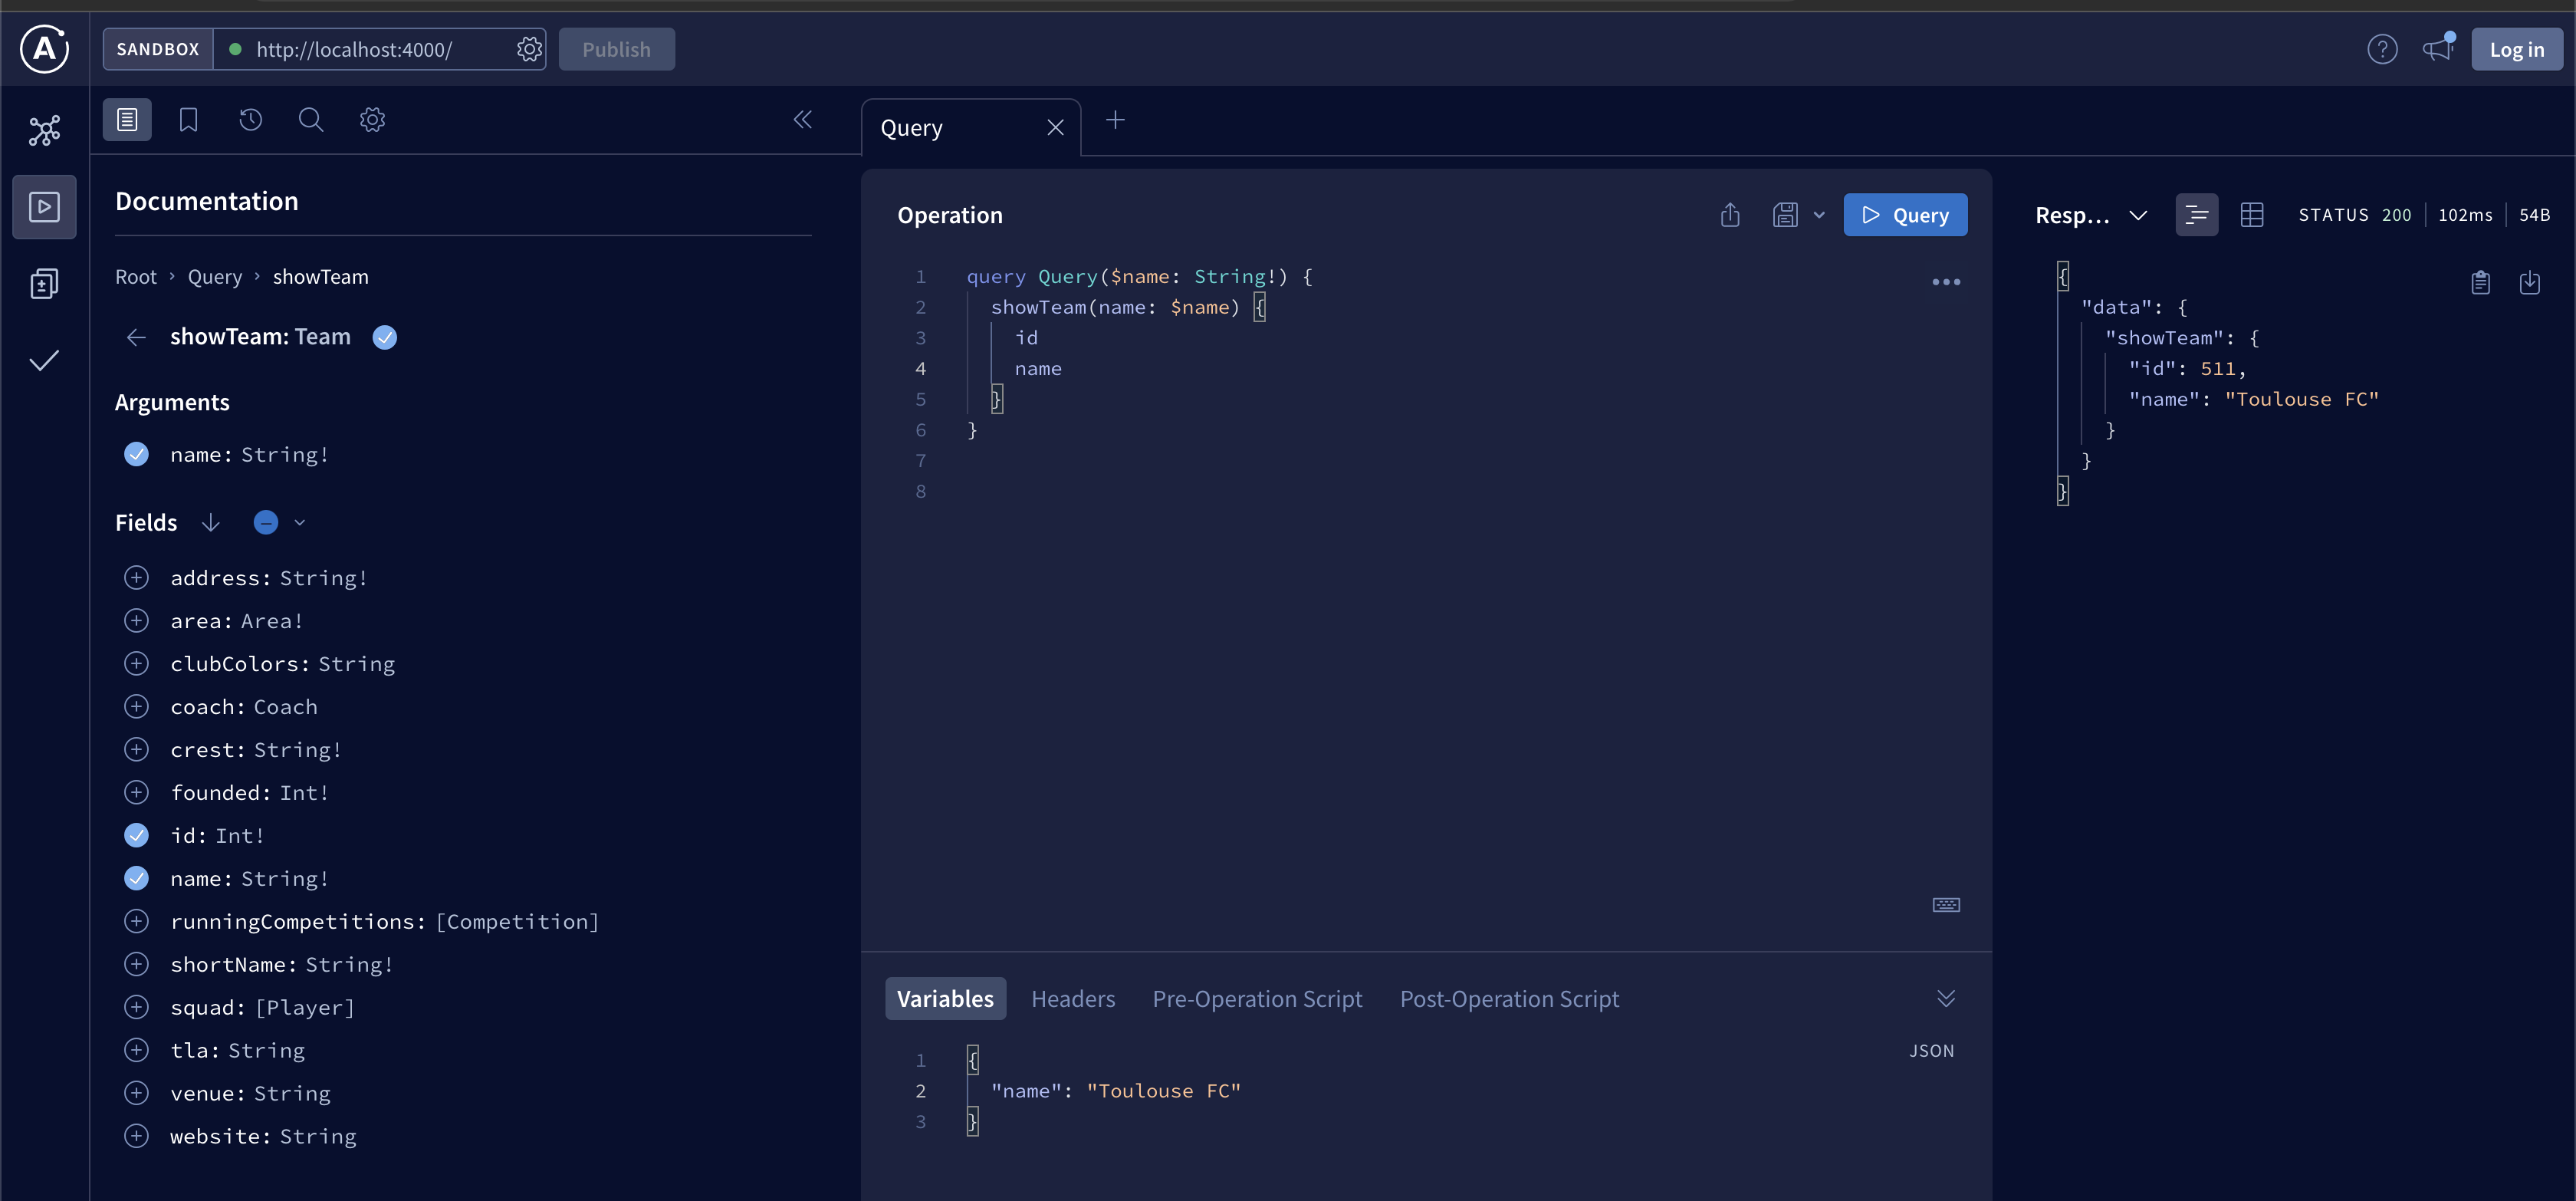 SANDBOX http://localhost:4000/ Publish
Log in
Documentation
Root › Query › showTeam
showTeam: Team
Arguments
name: String!
Fields
address: String!
area: Area!
clubColors: String
coach: Coach
crest: String!
founded: Int!
id: Int!
name: String!
runningCompetitions: [Competition]
shortName: String!
squad: [Player]
tla: String
venue: String
website: String
Query
Operation
Query
1 query Query($name: String!) {
2 showTeam(name: $name) {
3 id
4 name
5 }
6 }
7
8
Variables Headers Pre-Operation Script Post-Operation Script
JSON
1 {
2 "name": "Toulouse FC"
3 }
Resp... STATUS 200 102ms 54B
{
"data": {
"showTeam": {
"id": 511,
"name": "Toulouse FC"
}
}
}